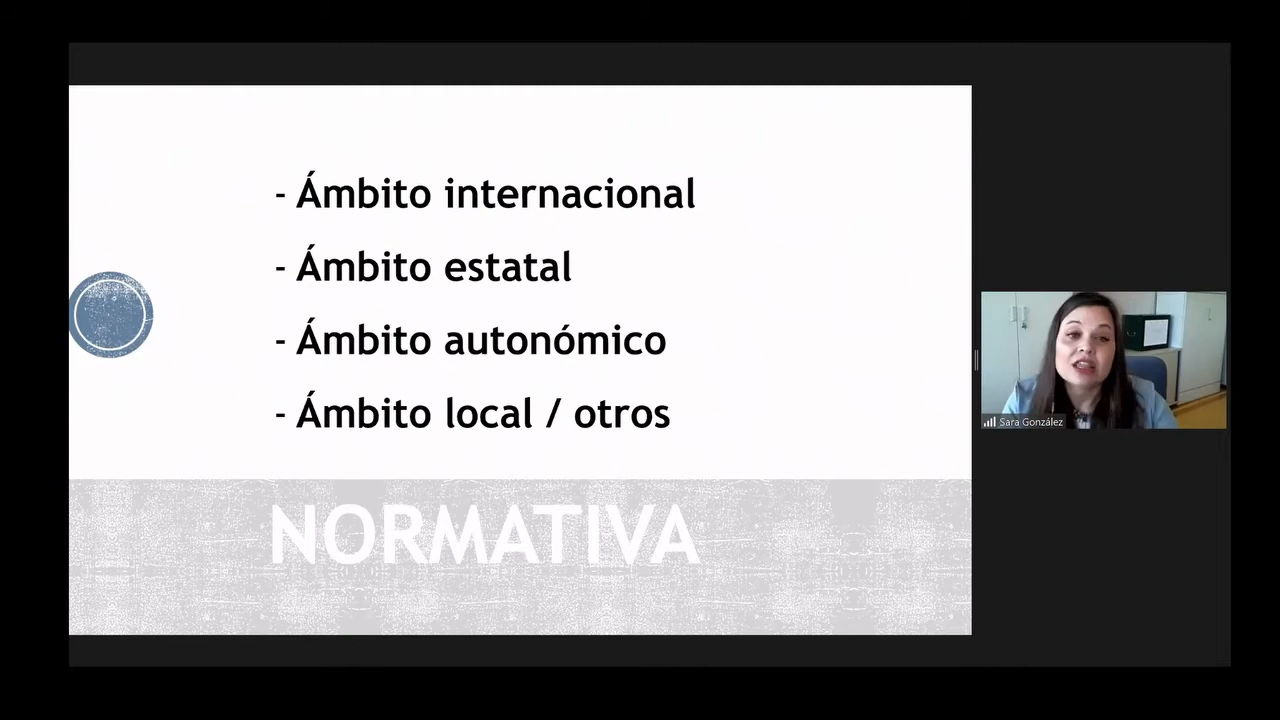 - Ámbito internacional
- Ámbito estatal
- Ámbito autonómico
- Ámbito local / otros
NORMATIVA
Sara González